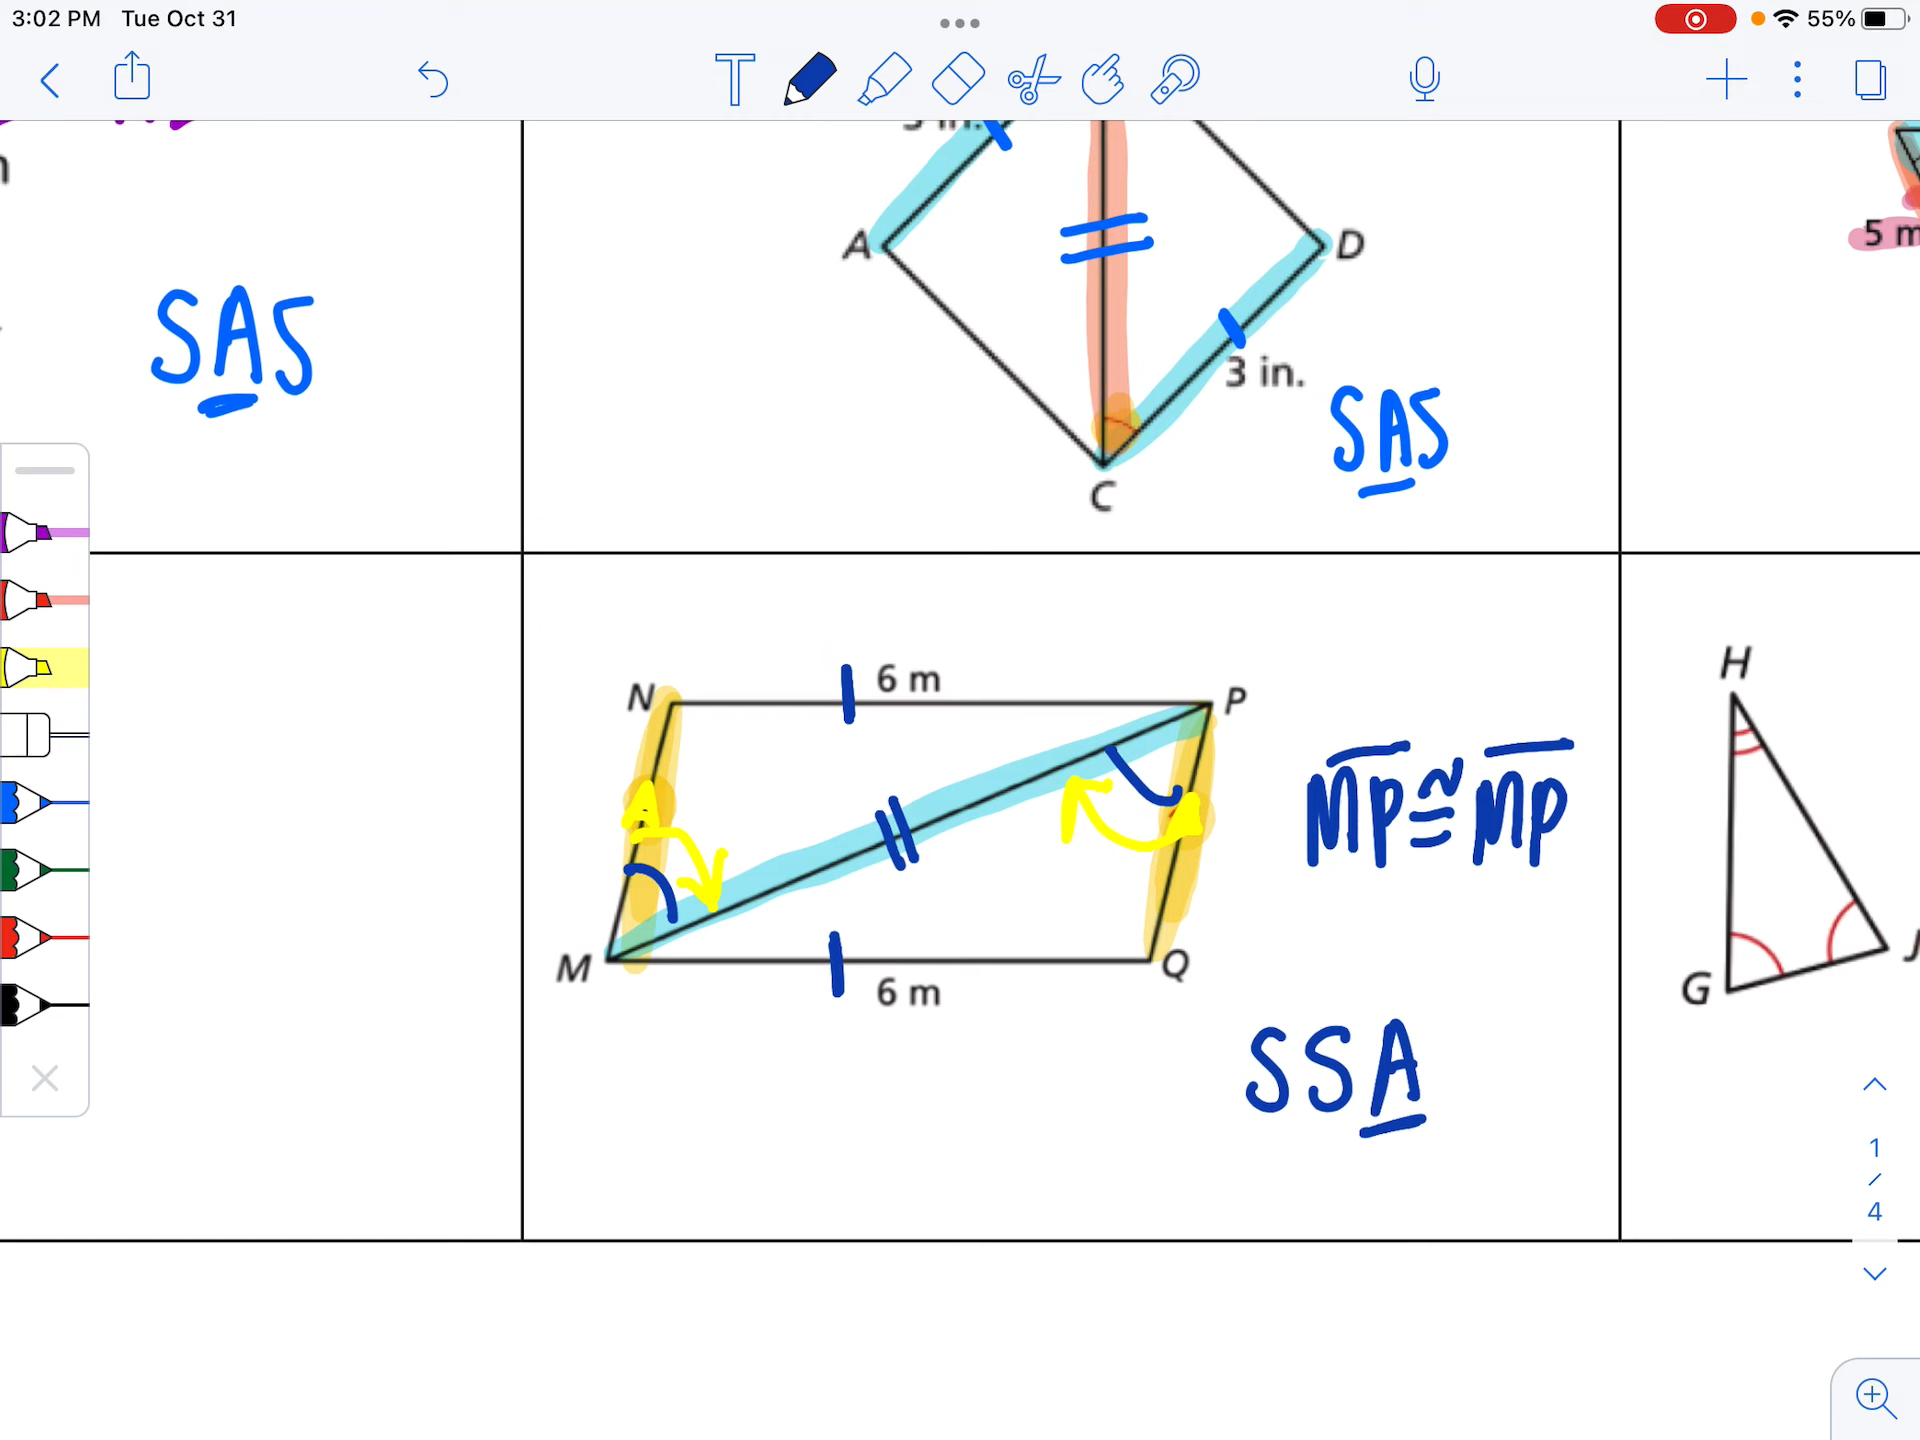 3:02 PM Tue Oct 31
55%
A
D
5 m
SAS
3 in.
SAS
C
H
N
6 m
P
MP ≅ MP
M
6 m
Q
G
J
SSA
1
/
4